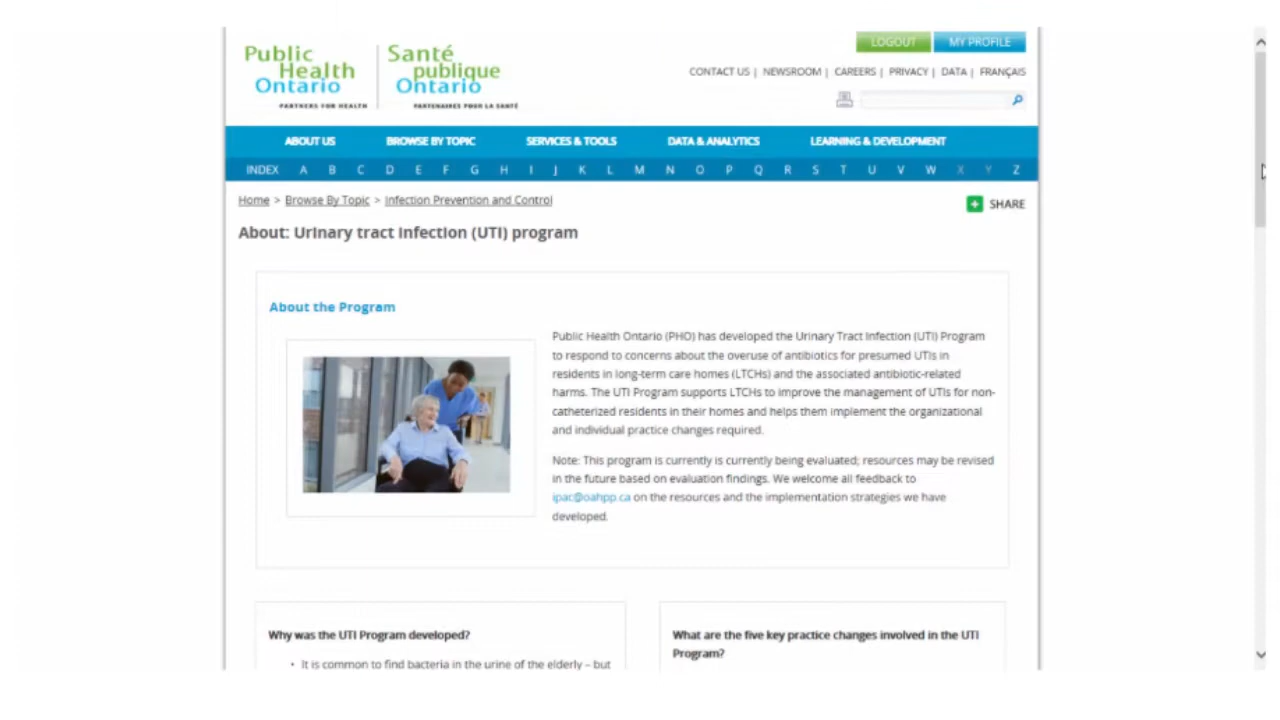 Public Health Ontario
PARTNERS FOR HEALTH
Santé publique Ontario
PARTENAIRES POUR LA SANTÉ
LOGOUT MY PROFILE
CONTACT US | NEWSROOM | CAREERS | PRIVACY | DATA | FRANÇAIS
ABOUT US BROWSE BY TOPIC SERVICES & TOOLS DATA & ANALYTICS LEARNING & DEVELOPMENT
INDEX A B C D E F G H I J K L M N O P Q R S T U V W X Y Z
Home > Browse By Topic > Infection Prevention and Control
SHARE
About: Urinary tract infection (UTI) program
About the Program
Public Health Ontario (PHO) has developed the Urinary Tract Infection (UTI) Program
to respond to concerns about the overuse of antibiotics for presumed UTIs in
residents in long-term care homes (LTCHs) and the associated antibiotic-related
harms. The UTI Program supports LTCHs to improve the management of UTIs for non-
catheterized residents in their homes and helps them implement the organizational
and individual practice changes required.
Note: This program is currently is currently being evaluated; resources may be revised
in the future based on evaluation findings. We welcome all feedback to
ipac@oahpp.ca on the resources and the implementation strategies we have
developed.
Why was the UTI Program developed?
• It is common to find bacteria in the urine of the elderly – but
What are the five key practice changes involved in the UTI
Program?